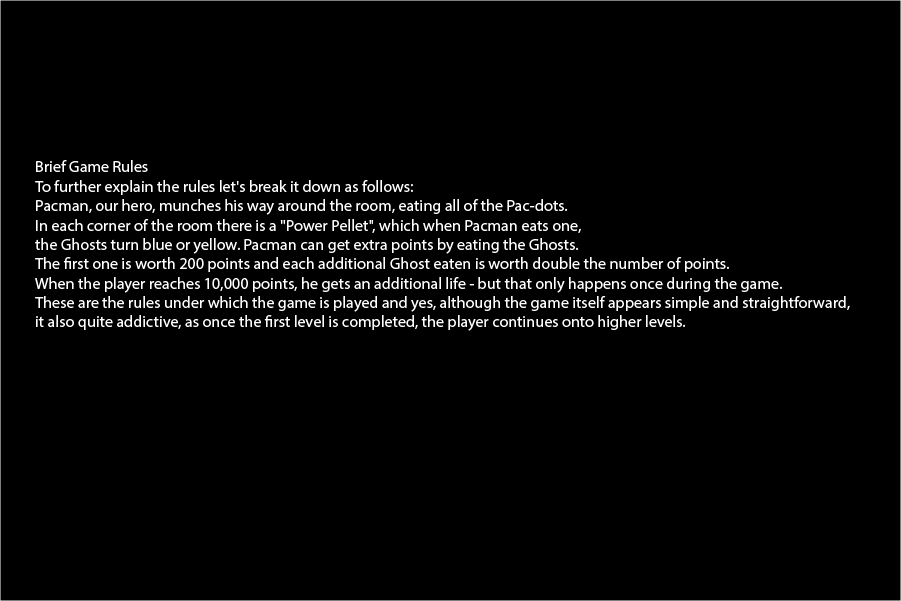 Brief Game Rules
To further explain the rules let's break it down as follows:
Pacman, our hero, munches his way around the room, eating all of the Pac-dots.
In each corner of the room there is a "Power Pellet", which when Pacman eats one,
the Ghosts turn blue or yellow. Pacman can get extra points by eating the Ghosts.
The first one is worth 200 points and each additional Ghost eaten is worth double the number of points.
When the player reaches 10,000 points, he gets an additional life - but that only happens once during the game.
These are the rules under which the game is played and yes, although the game itself appears simple and straightforward,
it also quite addictive, as once the first level is completed, the player continues onto higher levels.